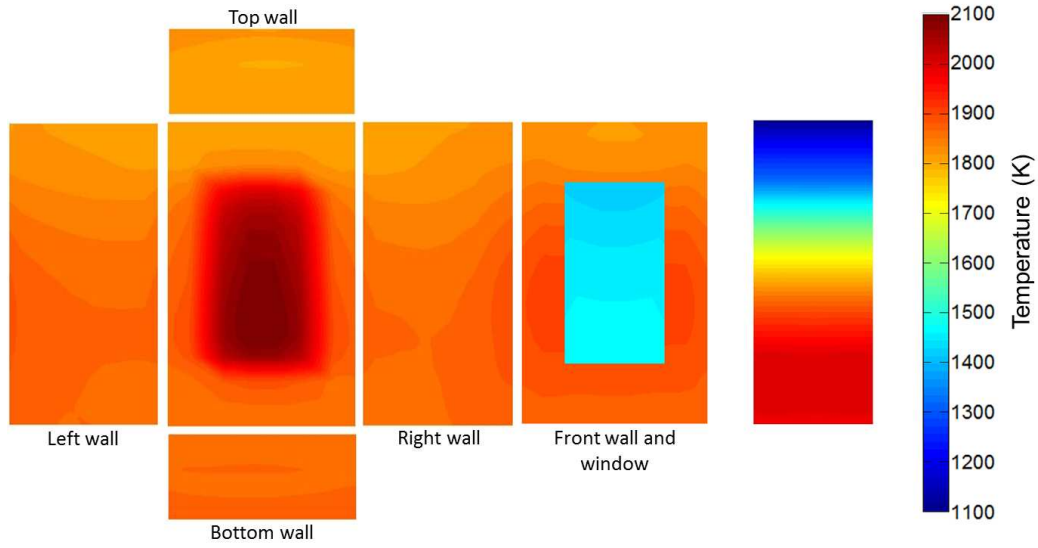 Top wall
Left wall
Right wall
Front wall and
window
Bottom wall
2100
2000
1900
1800
1700
1600
1500
1400
1300
1200
1100
Temperature (K)